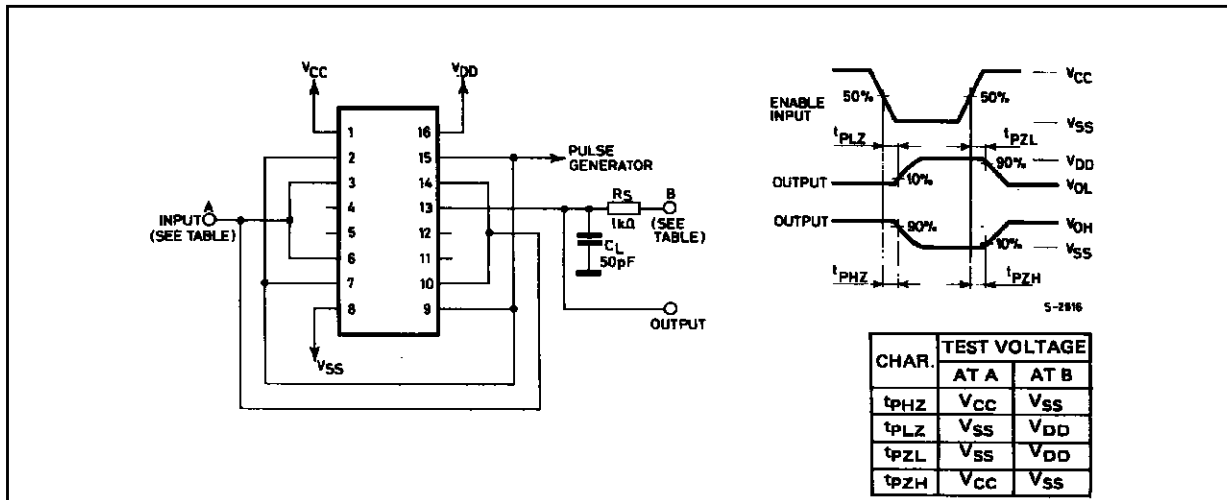 VCC
VDD
1
16
2
15
PULSE
GENERATOR
3
14
4
13
RS
1kΩ
B
(SEE
TABLE)
INPUT
A
(SEE TABLE)
5
12
CL
50pF
6
11
7
10
8
9
OUTPUT
VSS
ENABLE
INPUT
50%
50%
VCC
VSS
tPLZ
tPZL
OUTPUT
10%
90%
VDD
VOL
OUTPUT
90%
10%
VOH
VSS
tPHZ
tPZH
S-2916
CHAR. TEST VOLTAGE
AT A AT B
tPHZ VCC VSS
tPLZ VSS VDD
tPZL VSS VDD
tPZH VCC VSS